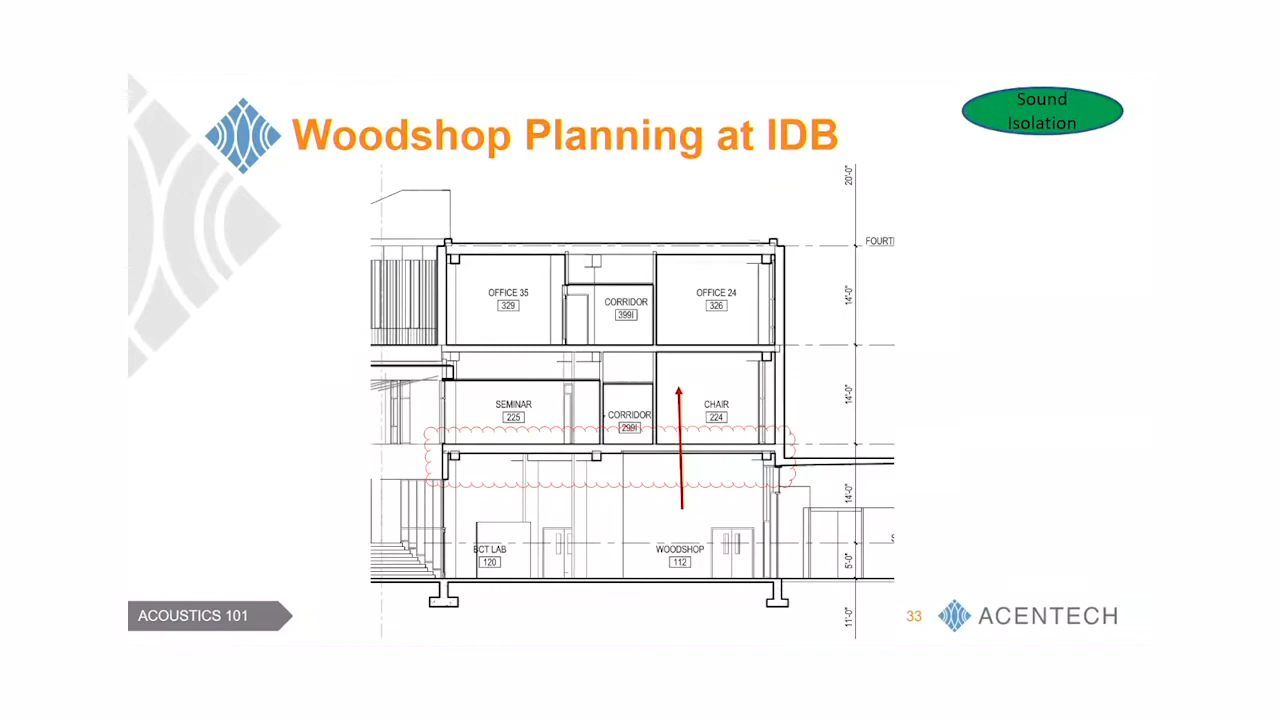 Sound
Isolation
Woodshop Planning at IDB
20'-0"
FOURTH
OFFICE 35
329
CORRIDOR
399I
OFFICE 24
326
14'-0"
SEMINAR
225
CORRIDOR
299I
CHAIR
224
14'-0"
14'-0"
ECT LAB
120
WOODSHOP
112
S
5'-0"
11'-0"
ACOUSTICS 101
33
ACENTECH